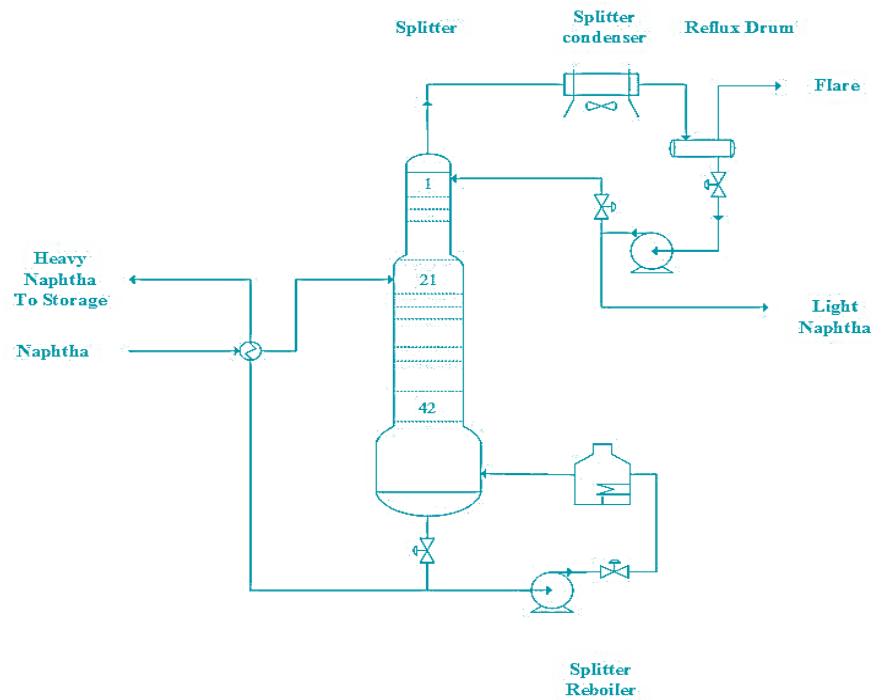 Splitter
Splitter
condenser
Reflux Drum
Flare
1
Heavy
Naphtha
To Storage
21
Light
Naphtha
Naphtha
42
Splitter
Reboiler